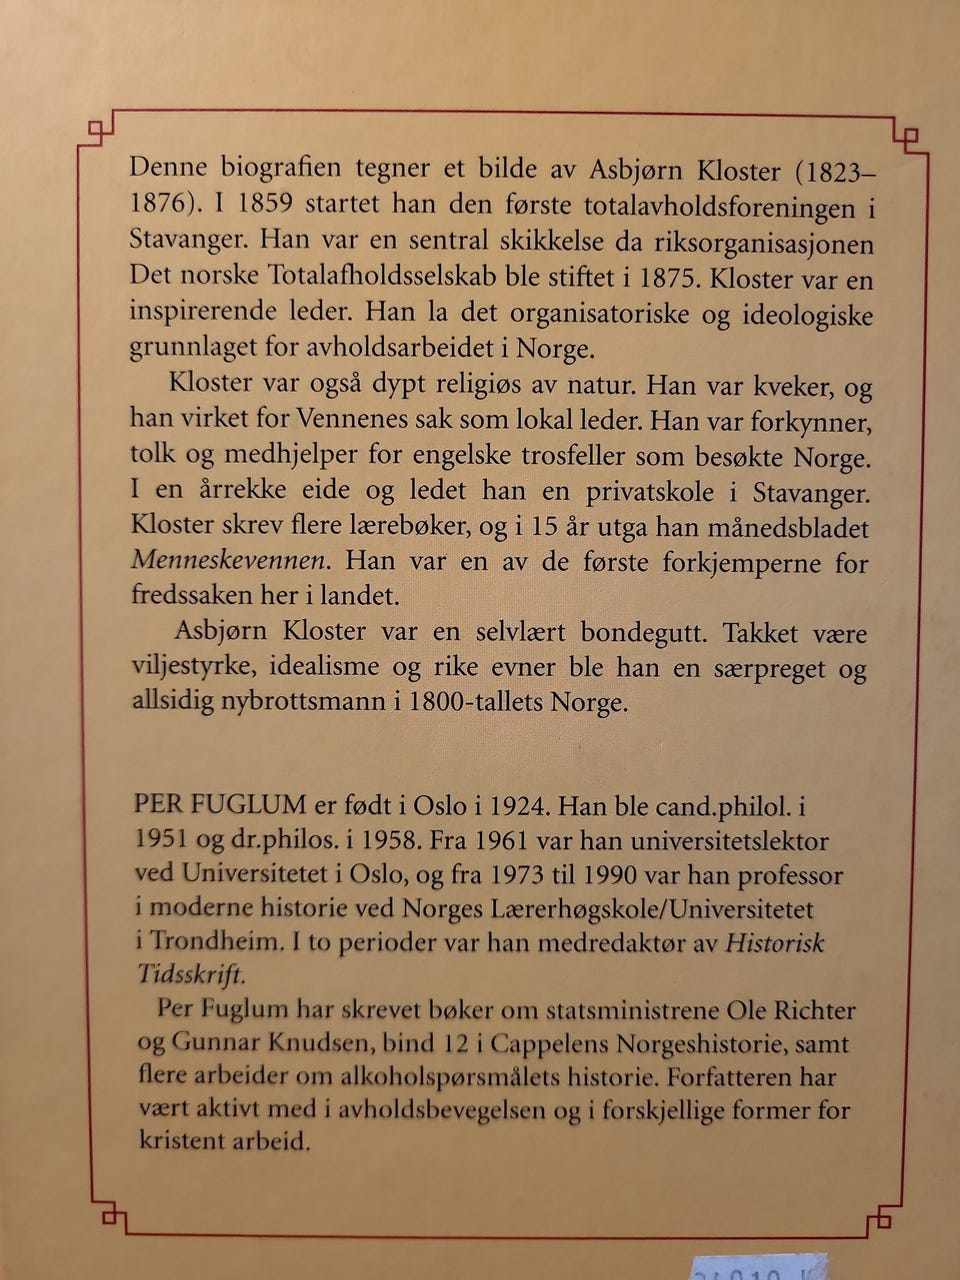 Denne biografien tegner et bilde av Asbjørn Kloster (1823–
1876). I 1859 startet han den første totalavholdsforeningen i
Stavanger. Han var en sentral skikkelse da riksorganisasjonen
Det norske Totalafholdsselskab ble stiftet i 1875. Kloster var en
inspirerende leder. Han la det organisatoriske og ideologiske
grunnlaget for avholdsarbeidet i Norge.
Kloster var også dypt religiøs av natur. Han var kveker, og
han virket for Vennenes sak som lokal leder. Han var forkynner,
tolk og medhjelper for engelske trosfeller som besøkte Norge.
I en årrekke eide og ledet han en privatskole i Stavanger.
Kloster skrev flere lærebøker, og i 15 år utga han månedsbladet
Menneskevennen. Han var en av de første forkjemperne for
fredssaken her i landet.
Asbjørn Kloster var en selvlært bondegutt. Takket være
viljestyrke, idealisme og rike evner ble han en særpreget og
allsidig nybrottsmann i 1800-tallets Norge.
PER FUGLUM er født i Oslo i 1924. Han ble cand.philol. i
1951 og dr.philos. i 1958. Fra 1961 var han universitetslektor
ved Universitetet i Oslo, og fra 1973 til 1990 var han professor
i moderne historie ved Norges Lærerhøgskole/Universitetet
i Trondheim. I to perioder var han medredaktør av Historisk
Tidsskrift.
Per Fuglum har skrevet bøker om statsministrene Ole Richter
og Gunnar Knudsen, bind 12 i Cappelens Norgeshistorie, samt
flere arbeider om alkoholspørsmålets historie. Forfatteren har
vært aktivt med i avholdsbevegelsen og i forskjellige former for
kristent arbeid.